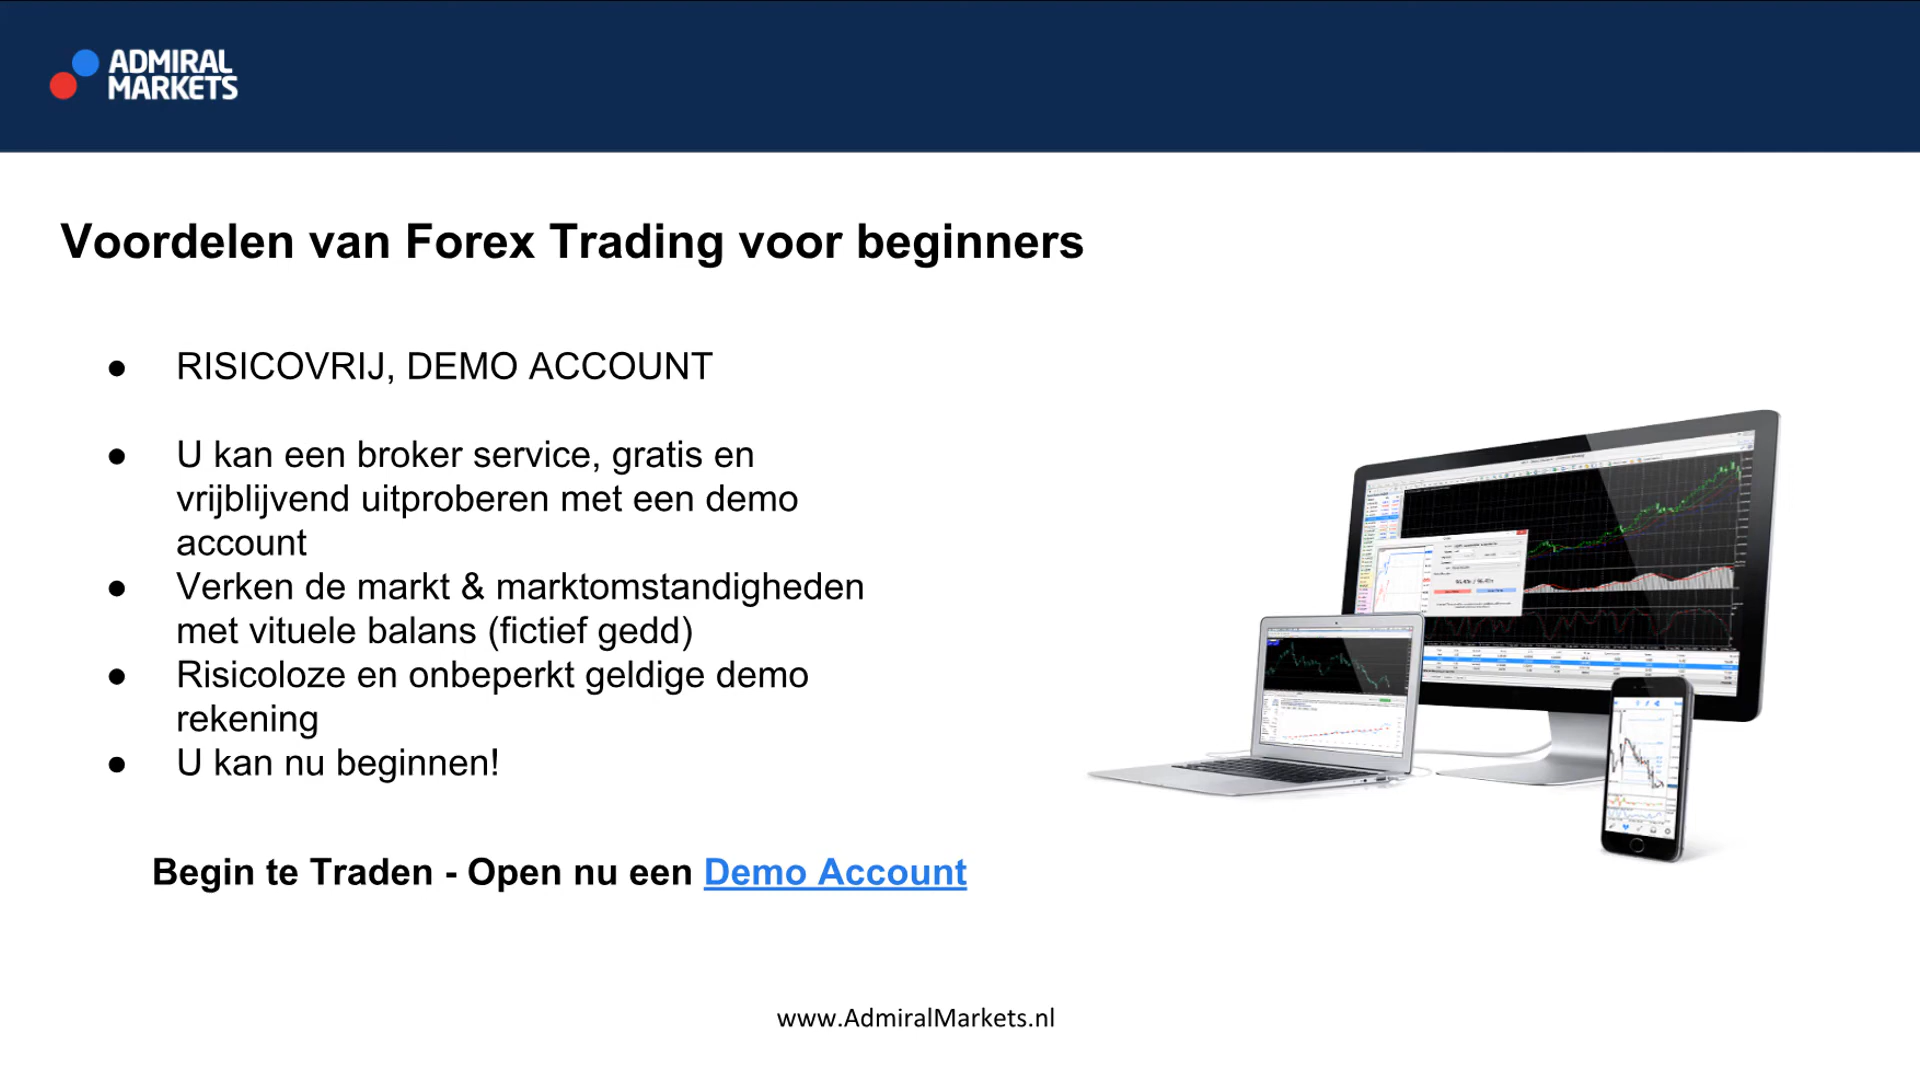 ADMIRAL
MARKETS
Voordelen van Forex Trading voor beginners
● RISICOVRIJ, DEMO ACCOUNT
● U kan een broker service, gratis en
vrijblijvend uitproberen met een demo
account
● Verken de markt & marktomstandigheden
met vituele balans (fictief gedd)
● Risicoloze en onbeperkt geldige demo
rekening
● U kan nu beginnen!
Begin te Traden - Open nu een Demo Account
www.AdmiralMarkets.nl